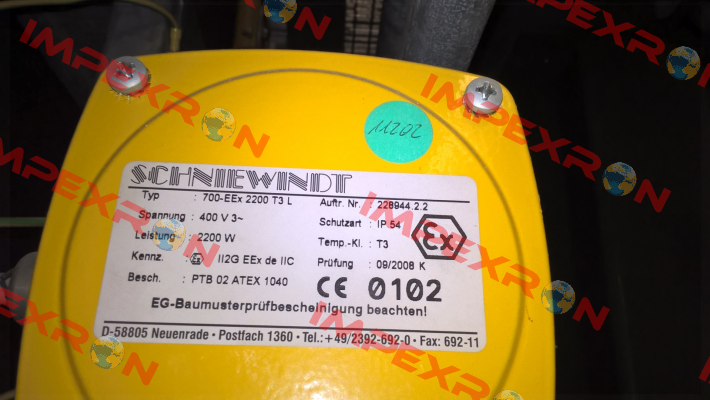 IMPEXRON
11202
SCHNIEWINDT
Typ : 700-EEx 2200 T3 L
Spannung : 400 V 3~
Leistung : 2200 W
Kennz. : Ex II2G EEx de IIC
Besch. : PTB 02 ATEX 1040
Auftr. Nr. : 228944.2.2
Schutzart : IP 54
Temp.-Kl. : T3
Prüfung : 09/2008 K
Ex
CE 0102
EG-Baumusterprüfbescheinigung beachten!
D-58805 Neuenrade • Postfach 1360 • Tel.: +49/2392-692-0 • Fax: 692-11